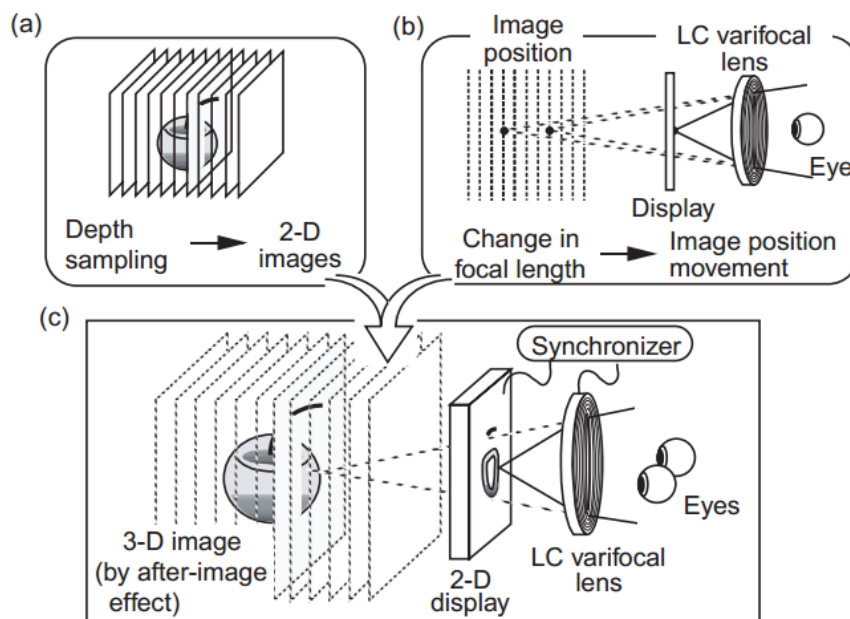 (a)
Depth
sampling
2-D
images
(b)
Image
position
LC varifocal
lens
Eye
Display
Change in
focal length
Image position
movement
(c)
Synchronizer
3-D image
(by after-image
effect)
2-D
display
LC varifocal
lens
Eyes